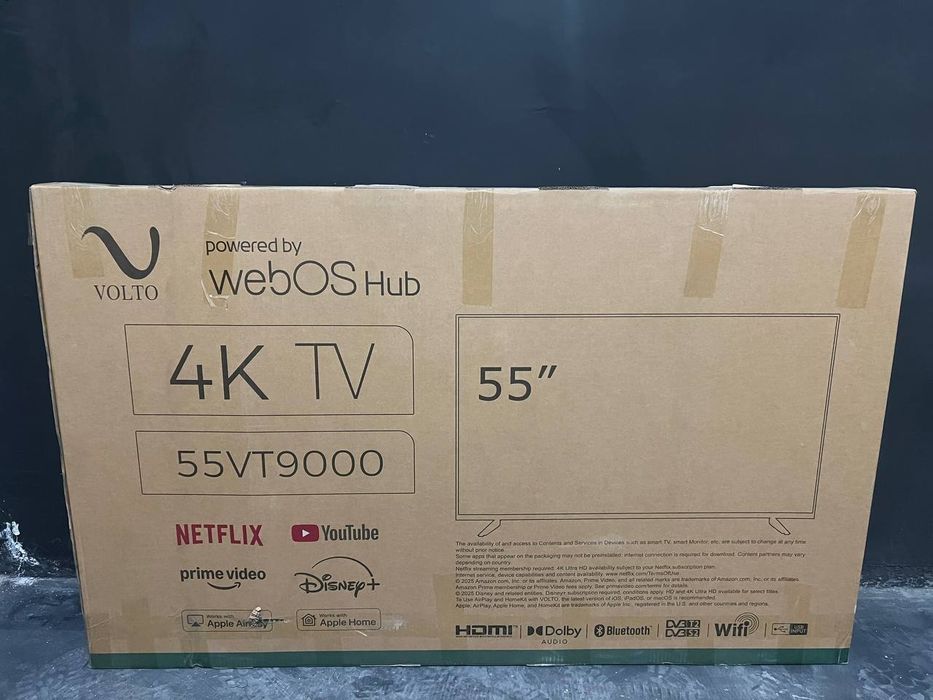 VOLTO
powered by
webOS Hub
4K TV
55VT9000
55"
NETFLIX
YouTube
prime video
Disney+
Works with
Apple AirPlay
Works with
Apple Home
The availability of and access to Contents and Services in Devices such as smart TV, smart Monitor, etc. are subject to change at any time
without prior notice.
Some apps that appear on the packaging may not be preinstalled; internet connection is required for download. Content partners may vary
depending on country.
Netflix streaming membership required. 4K Ultra HD availability subject to your Netflix subscription plan.
Internet service, device capabilities and content availability. www.netflix.com/TermsOfUse.
© 2025 Amazon.com, Inc. or its affiliates. Amazon, Prime Video, and all related marks are trademarks of Amazon.com, Inc. or its affiliates.
Amazon Prime membership or Prime Video fees apply. See primevideo.com/terms for details.
© 2025 Disney and its related entities. Disney+ subscription required, conditions apply. HD and 4K Ultra HD available for select titles.
To Use AirPlay and HomeKit with VOLTO, the latest version of iOS, iPadOS, or macOS is recommended.
Apple, AirPlay, Apple Home, and HomeKit are trademarks of Apple Inc., registered in the U.S. and other countries and regions.
HDMI
Dolby
AUDIO
Bluetooth
DVB T2
DVB S2
Wifi
USB
INPUT